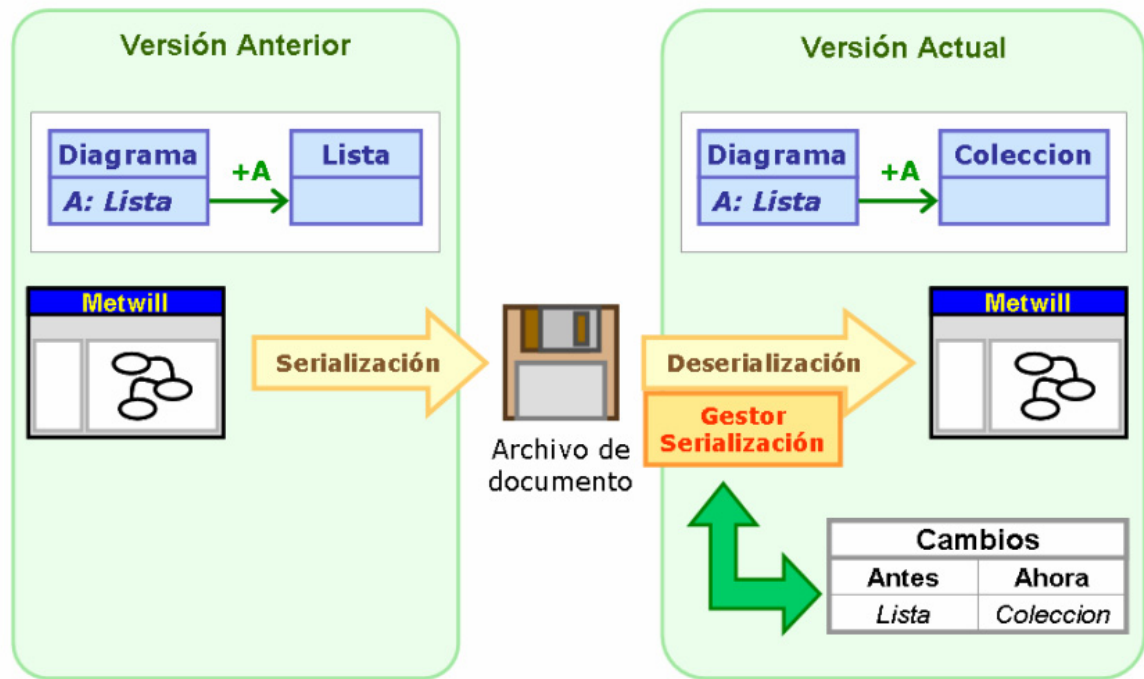 Versión Anterior
Diagrama
Lista
+A
A: Lista
Metwill
Serialización
Archivo de
documento
Versión Actual
Diagrama
Coleccion
+A
A: Lista
Deserialización
Metwill
Gestor
Serialización
Cambios
Antes Ahora
Lista Coleccion